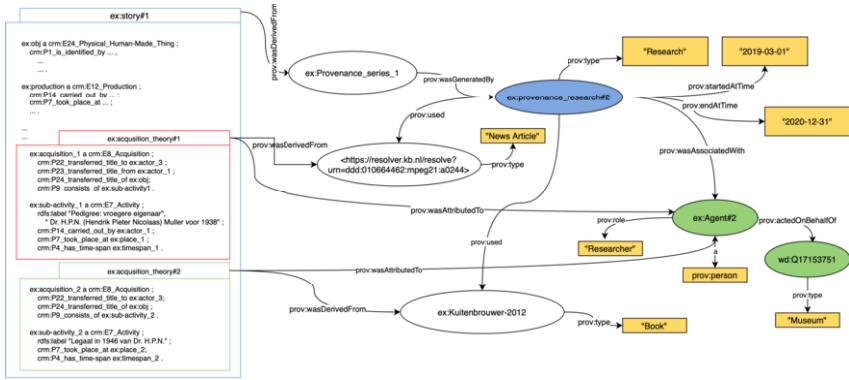 ex:story#1
ex:obj a crm:E24_Physical_Human-Made_Thing ;
crm:P1_is_identified_by ... ,
...
... .
ex:production a crm:E12_Production ;
crm:P14_carried_out_by ... ;
crm:P7_took_place_at ... ;
... .
...
...
ex:acqusition_theory#1
ex:acquisition_1 a crm:E8_Acquisition ;
crm:P22_transferred_title_to ex:actor_3 ;
crm:P23_transferred_title_from ex:actor_1 ;
crm:P24_transferred_title_of ex:obj;
crm:P9_consists_of ex:sub-activity1 .
ex:sub-activity_1 a crm:E7_Activity ;
rdfs:label "Pedigree: vroegere eigenaar",
" Dr. H.P.N. (Hendrik Pieter Nicolaas) Muller voor 1938" ;
crm:P14_carried_out_by ex:actor_1 ;
crm:P7_took_place_at ex:place_1 ;
crm:P4_has_time-span ex:timespan_1 .
ex:acqusition_theory#2
ex:acquisition_2 a crm:E8_Acquisition ;
crm:P22_transferred_title_to ex:actor_3;
crm:P24_transferred_title_of ex:obj ;
crm:P9_consists_of ex:sub-activity_2 .
ex:sub-activity_2 a crm:E7_Activity ;
rdfs:label "Legaat in 1946 van Dr. H.P.N." ;
crm:P7_took_place_at ex:place_2;
crm:P4_has_time-span ex:timespan_2 .
prov:wasDerivedFrom
ex:Provenance_series_1
prov:wasGeneratedBy
ex:provenance_research#2
prov:type
"Research"
"2019-03-01"
prov:startedAtTime
prov:endAtTime
"2020-12-31"
prov:used
prov:wasDerivedFrom
"News Article"
prov:type
<https://resolver.kb.nl/resolve?
urn=ddd:010664462:mpeg21:a0244>
prov:wasAssociatedWith
prov:wasAttributedTo
ex:Agent#2
prov:actedOnBehalfOf
prov:role
"Researcher"
a
prov:person
wd:Q17153751
prov:type
"Museum"
prov:used
prov:wasAttributedTo
prov:wasDerivedFrom
ex:Kuitenbrouwer-2012
prov:type
"Book"